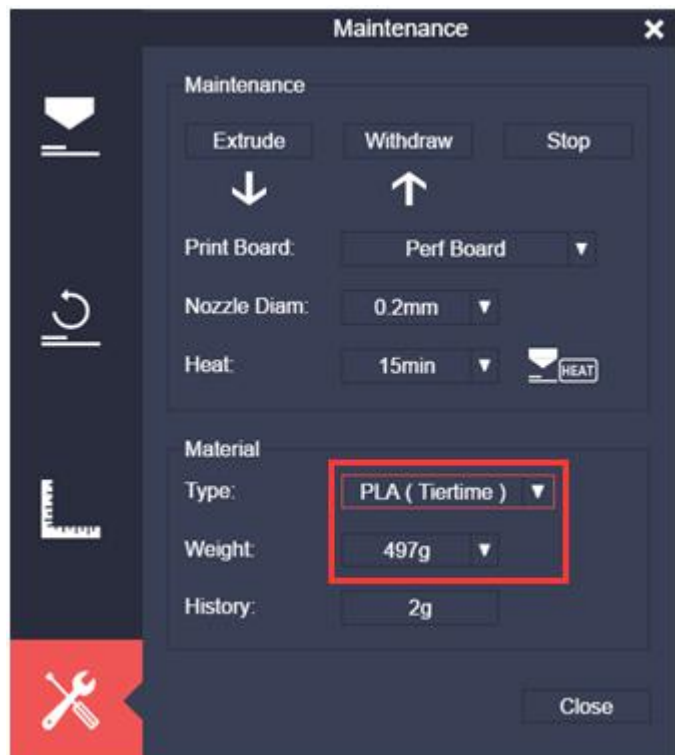 Maintenance
Maintenance
Extrude Withdraw Stop
Print Board: Perf Board
Nozzle Diam: 0.2mm
Heat: 15min HEAT
Material
Type: PLA ( Tiertime )
Weight: 497g
History: 2g
Close